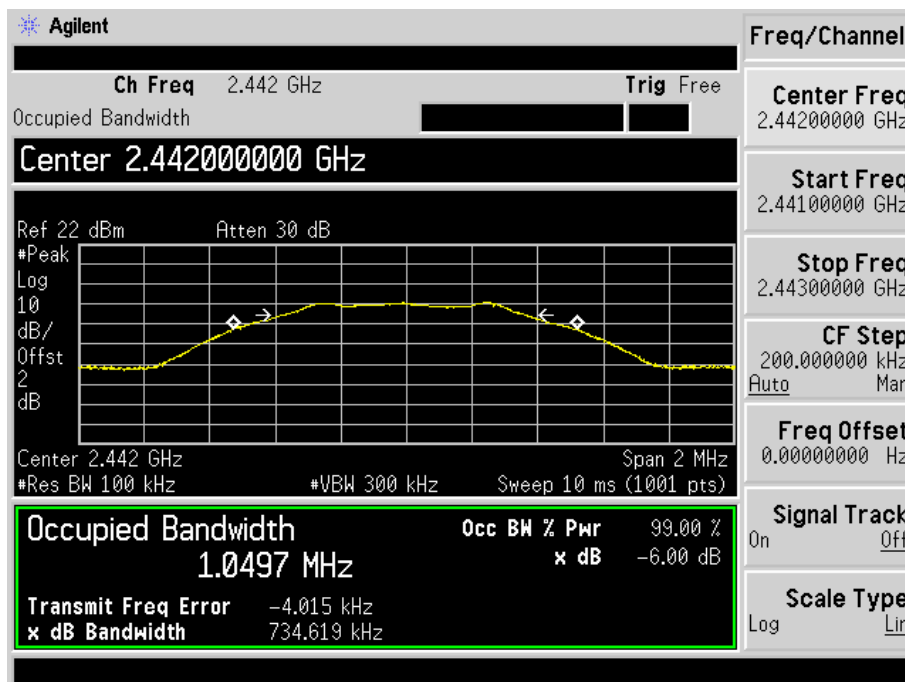 Agilent
Freq/Channel
Ch Freq 2.442 GHz Trig Free
Occupied Bandwidth
Center 2.442000000 GHz
Ref 22 dBm Atten 30 dB
#Peak
Log
10
dB/
Offst
2
dB
Center 2.442 GHz Span 2 MHz
#Res BW 100 kHz #VBW 300 kHz Sweep 10 ms (1001 pts)
Occupied Bandwidth
1.0497 MHz
Occ BW % Pwr 99.00 %
x dB -6.00 dB
Transmit Freq Error -4.015 kHz
x dB Bandwidth 734.619 kHz
Center Freq
2.44200000 GHz
Start Freq
2.44100000 GHz
Stop Freq
2.44300000 GHz
CF Step
200.000000 kHz
Auto Man
Freq Offset
0.00000000 Hz
Signal Track
On Off
Scale Type
Log Lin